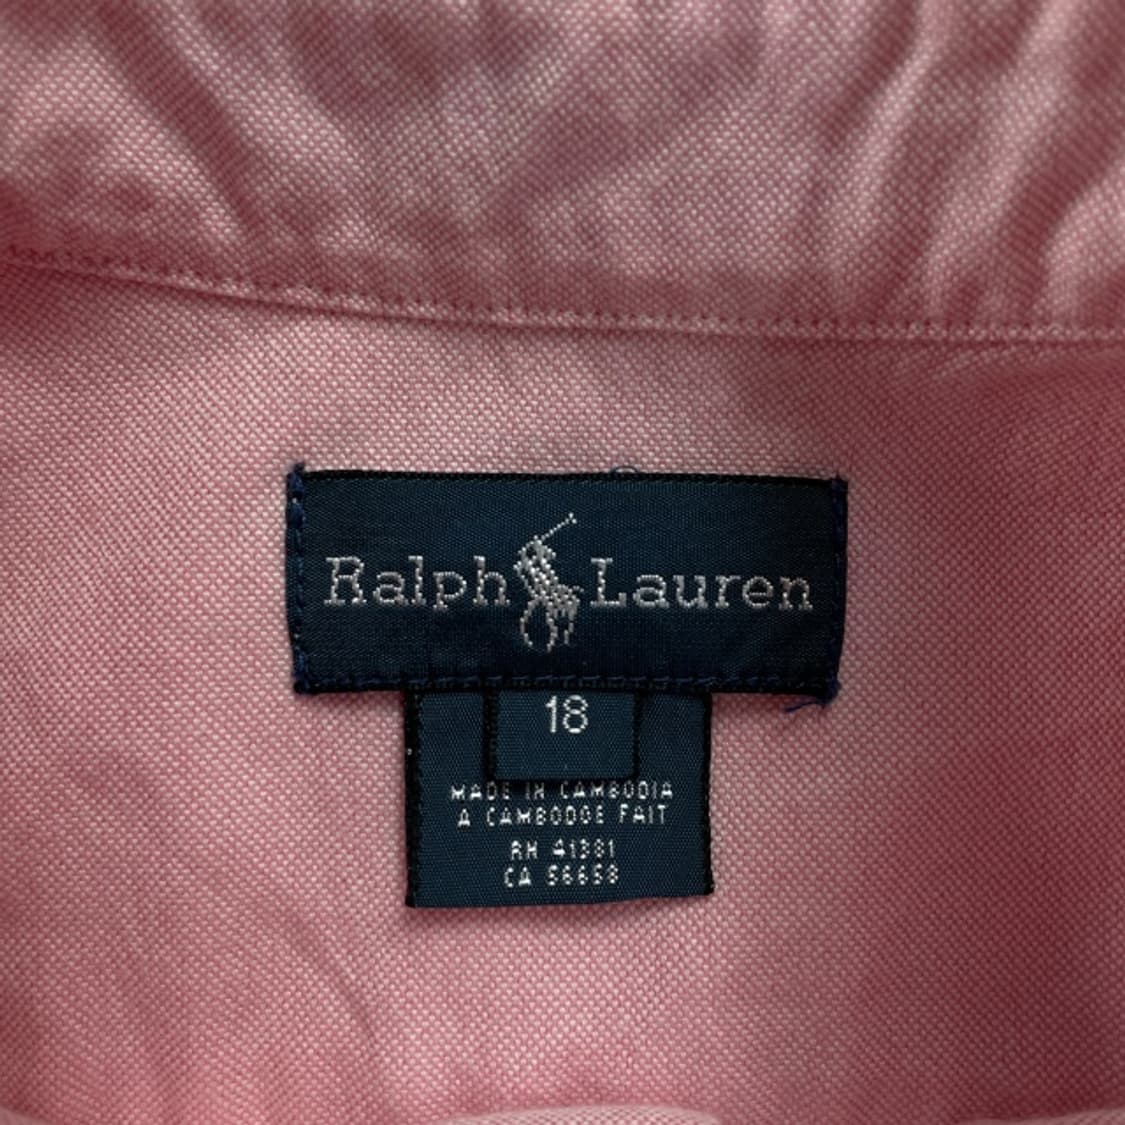 Ralph Lauren
18
MADE IN CAMBODIA
A CAMBODGE FAIT
RN 41381
CA 56658